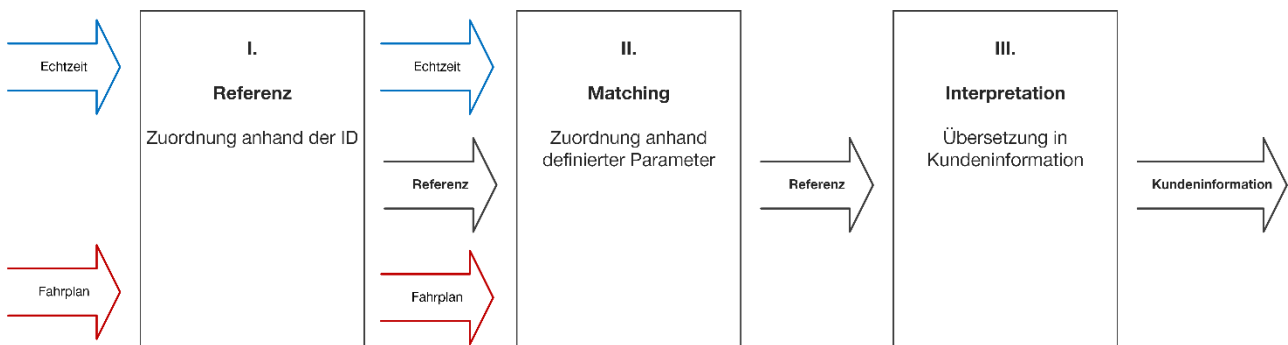 Echtzeit
Fahrplan
I.
Referenz
Zuordnung anhand der ID
Echtzeit
Referenz
Fahrplan
II.
Matching
Zuordnung anhand
definierter Parameter
Referenz
III.
Interpretation
Übersetzung in
Kundeninformation
Kundeninformation